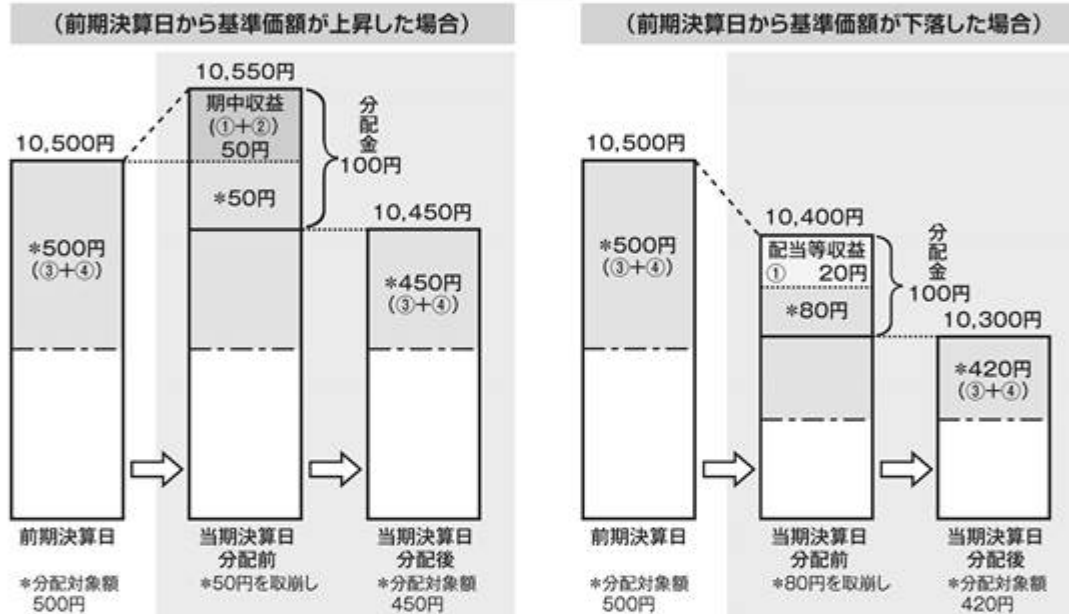 (前期決算日から基準価額が上昇した場合)
10,550円
期中収益
(①+②)
50円
*50円
分配金
100円
10,500円
*500円
(③+④)
10,450円
*450円
(③+④)
前期決算日
当期決算日
分配前
当期決算日
分配後
*分配対象額
500円
*50円を取崩し
*分配対象額
450円
(前期決算日から基準価額が下落した場合)
10,500円
*500円
(③+④)
10,400円
配当等収益
① 20円
*80円
分配金
100円
10,300円
*420円
(③+④)
前期決算日
当期決算日
分配前
当期決算日
分配後
*分配対象額
500円
*80円を取崩し
*分配対象額
420円